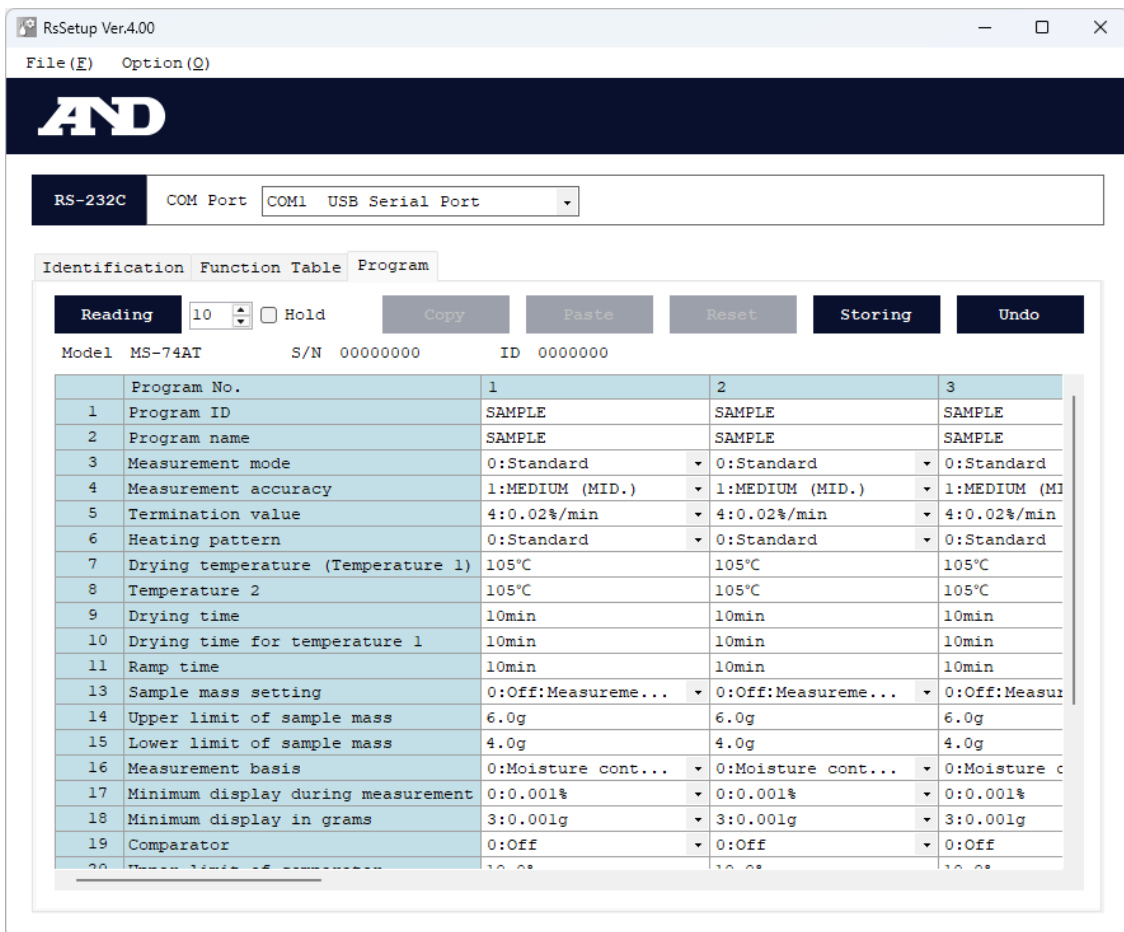 RsSetup Ver.4.00
File(F) Option(O)
AND
RS-232C COM Port COM1 USB Serial Port
Identification Function Table Program
Reading 10 Hold Copy Paste Reset Storing Undo
Model MS-74AT S/N 00000000 ID 0000000
Program No. 1 2 3
1 Program ID SAMPLE SAMPLE SAMPLE
2 Program name SAMPLE SAMPLE SAMPLE
3 Measurement mode 0:Standard 0:Standard 0:Standard
4 Measurement accuracy 1:MEDIUM (MID.) 1:MEDIUM (MID.) 1:MEDIUM (MI
5 Termination value 4:0.02%/min 4:0.02%/min 4:0.02%/min
6 Heating pattern 0:Standard 0:Standard 0:Standard
7 Drying temperature (Temperature 1) 105℃ 105℃ 105℃
8 Temperature 2 105℃ 105℃ 105℃
9 Drying time 10min 10min 10min
10 Drying time for temperature 1 10min 10min 10min
11 Ramp time 10min 10min 10min
13 Sample mass setting 0:Off:Measureme... 0:Off:Measureme... 0:Off:Measur
14 Upper limit of sample mass 6.0g 6.0g 6.0g
15 Lower limit of sample mass 4.0g 4.0g 4.0g
16 Measurement basis 0:Moisture cont... 0:Moisture cont... 0:Moisture c
17 Minimum display during measurement 0:0.001% 0:0.001% 0:0.001%
18 Minimum display in grams 3:0.001g 3:0.001g 3:0.001g
19 Comparator 0:Off 0:Off 0:Off